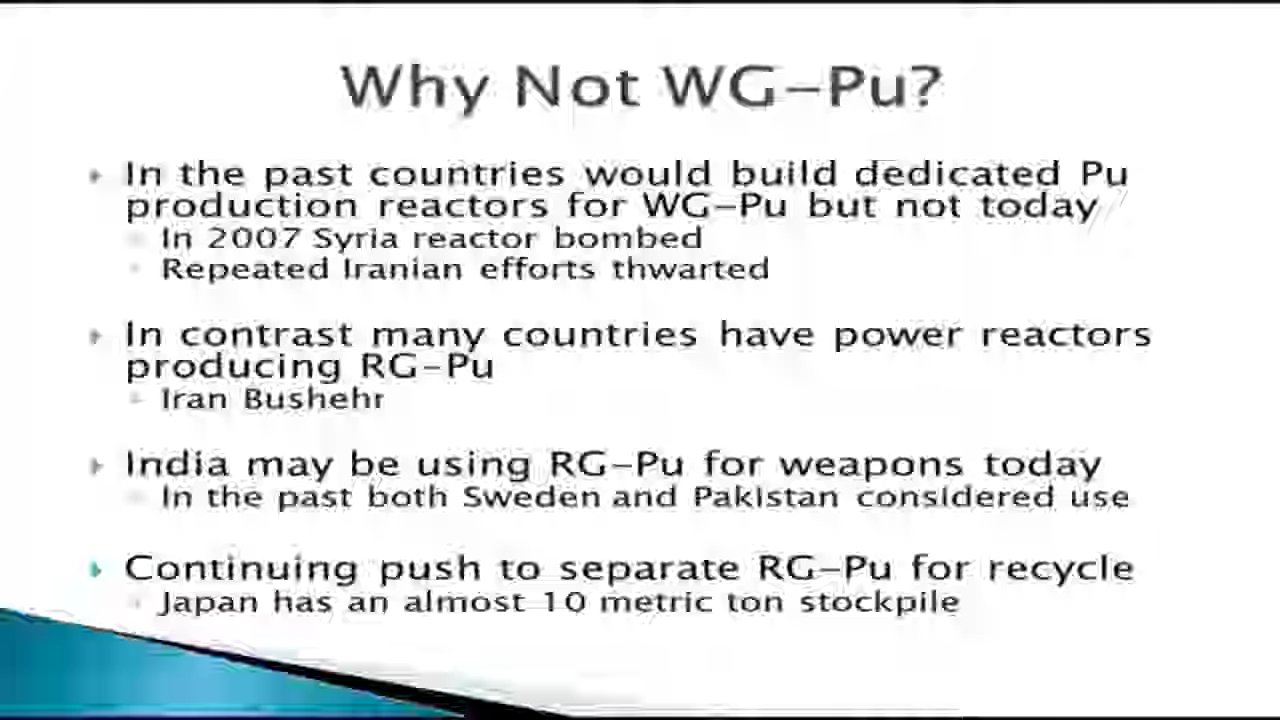 Why Not WG-Pu?
In the past countries would build dedicated Pu
production reactors for WG-Pu but not today
In 2007 Syria reactor bombed
Repeated Iranian efforts thwarted
In contrast many countries have power reactors
producing RG-Pu
Iran Bushehr
India may be using RG-Pu for weapons today
In the past both Sweden and Pakistan considered use
Continuing push to separate RG-Pu for recycle
Japan has an almost 10 metric ton stockpile